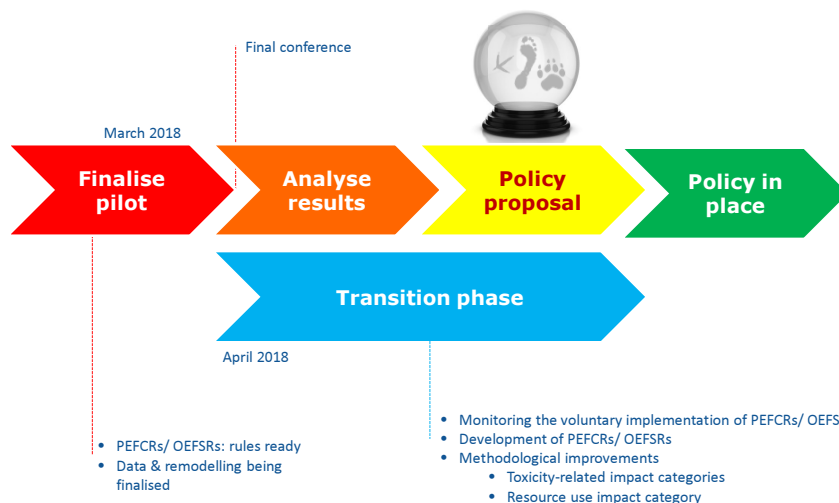 Final conference
March 2018
Finalise
pilot
Analyse
results
Policy
proposal
Policy in
place
Transition phase
April 2018
• PEFCRs/ OEFSRs: rules ready
• Data & remodelling being
finalised
• Monitoring the voluntary implementation of PEFCRs/ OEFS
• Development of PEFCRs/ OEFSRs
• Methodological improvements
• Toxicity-related impact categories
• Resource use impact category